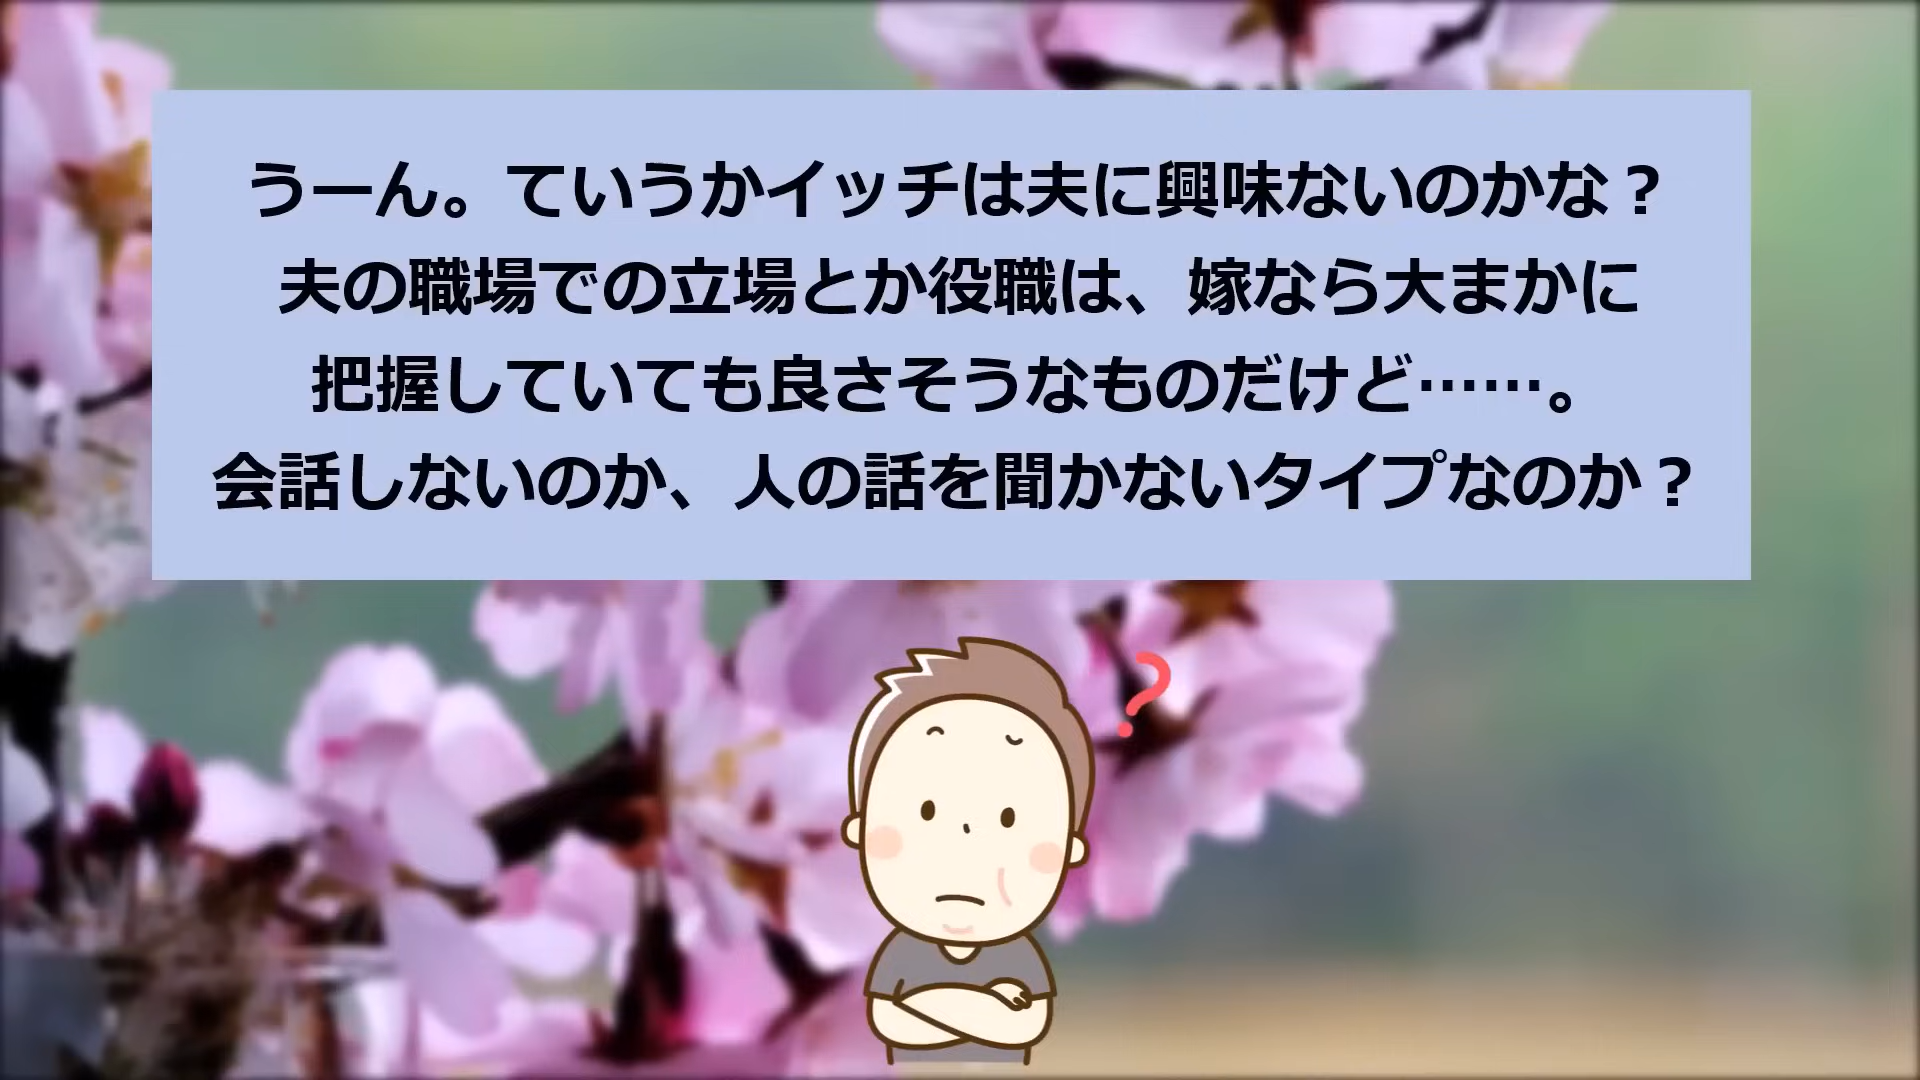 うーん。ていうかイッチは夫に興味ないのかな？
夫の職場での立場とか役職は、嫁なら大まかに
把握していても良さそうなものだけど……。
会話しないのか、人の話を聞かないタイプなのか？
?